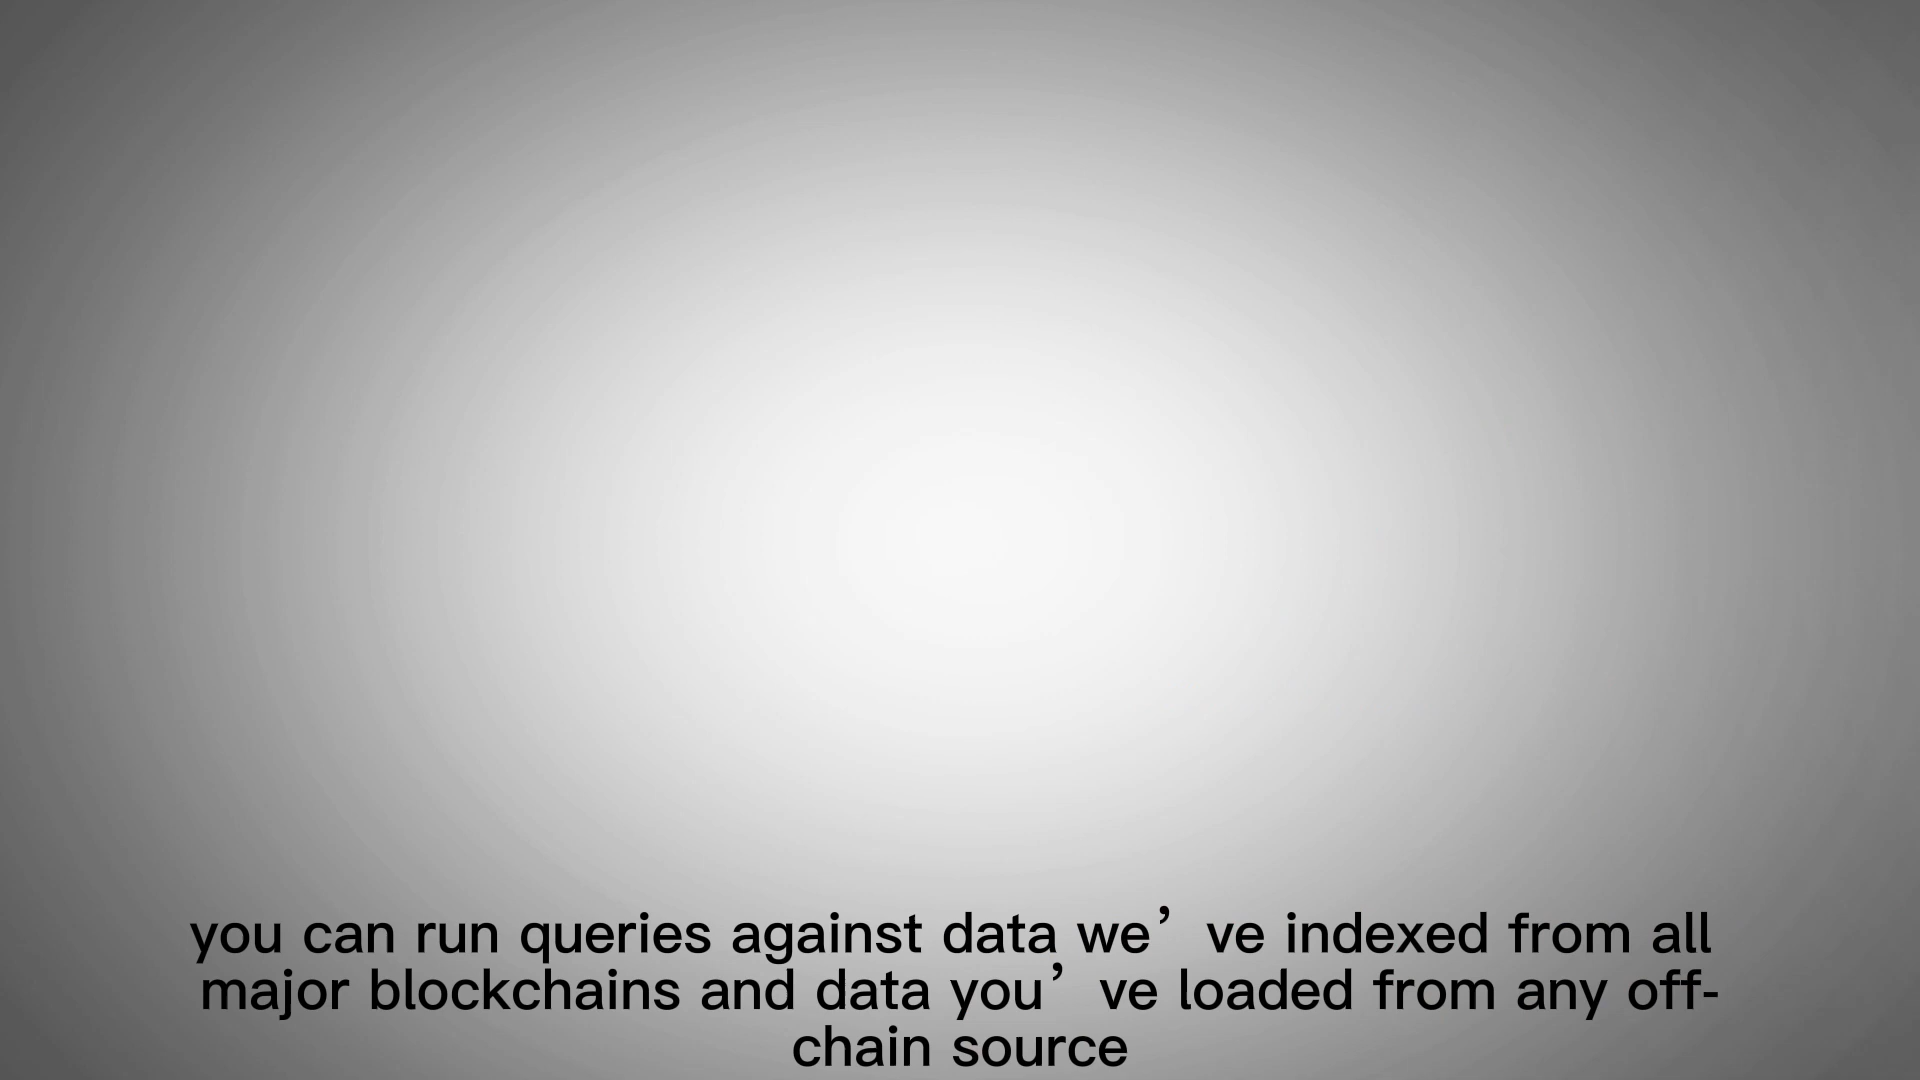 you can run queries against data we’ve indexed from all
major blockchains and data you’ve loaded from any off-
chain source